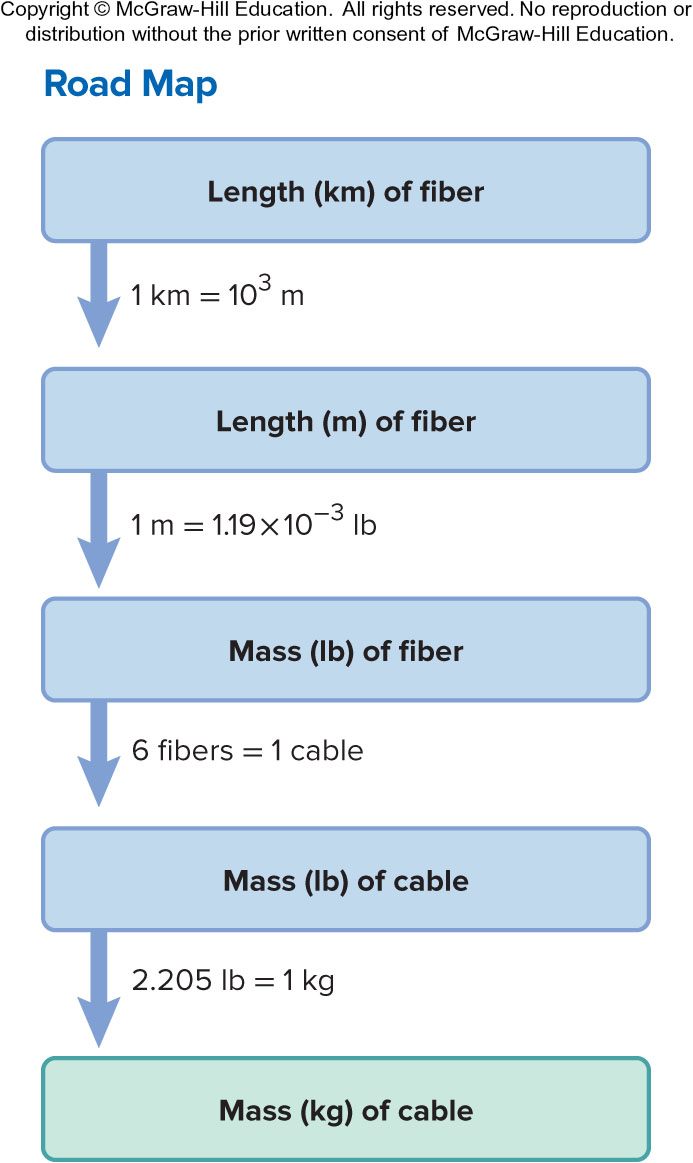 Copyright © McGraw-Hill Education. All rights reserved. No reproduction or
distribution without the prior written consent of McGraw-Hill Education.
Road Map
Length (km) of fiber
1 km = 10³ m
Length (m) of fiber
1 m = 1.19×10⁻³ lb
Mass (lb) of fiber
6 fibers = 1 cable
Mass (lb) of cable
2.205 lb = 1 kg
Mass (kg) of cable